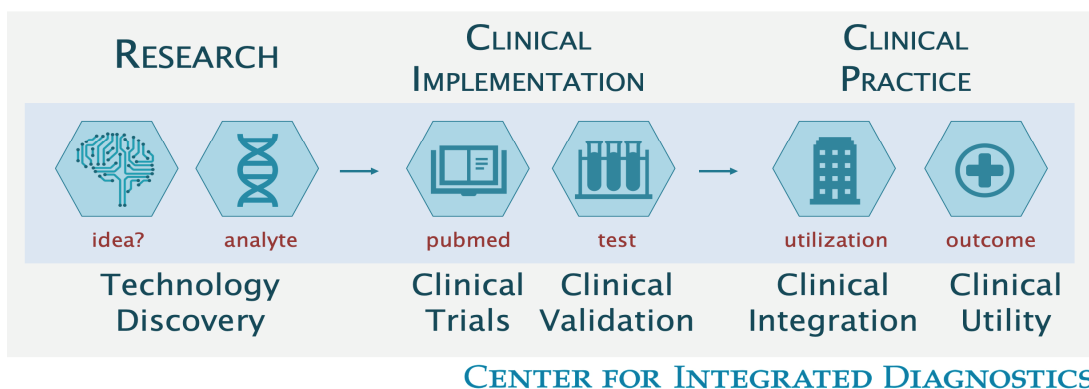 RESEARCH
CLINICAL
IMPLEMENTATION
CLINICAL
PRACTICE
idea?
analyte
pubmed
test
utilization
outcome
Technology
Discovery
Clinical
Trials
Clinical
Validation
Clinical
Integration
Clinical
Utility
CENTER FOR INTEGRATED DIAGNOSTICS